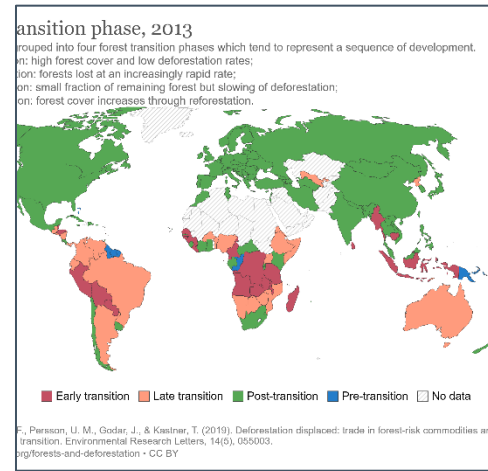 ansition phase, 2013
rouped into four forest transition phases which tend to represent a sequence of development.
on: high forest cover and low deforestation rates;
tion: forests lost at an increasingly rapid rate;
on: small fraction of remaining forest but slowing of deforestation;
ion: forest cover increases through reforestation.
Early transition Late transition Post-transition Pre-transition No data
F., Persson, U. M., Godar, J., & Kastner, T. (2019). Deforestation displaced: trade in forest-risk commodities an
transition. Environmental Research Letters, 14(5), 055003.
org/forests-and-deforestation • CC BY